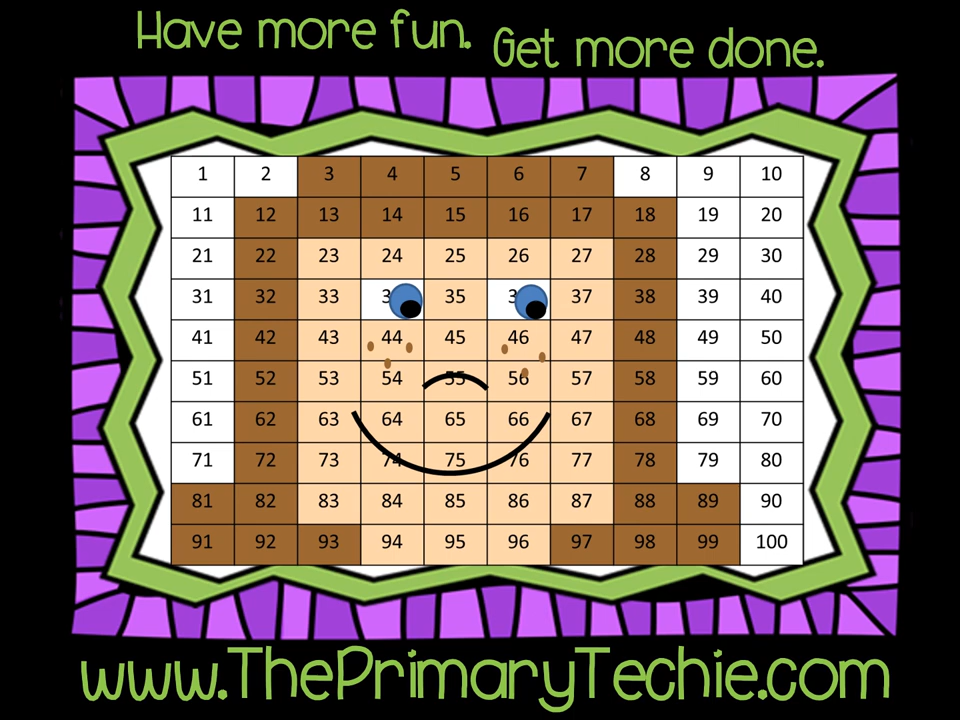 Have more fun. Get more done.
1 2 3 4 5 6 7 8 9 10
11 12 13 14 15 16 17 18 19 20
21 22 23 24 25 26 27 28 29 30
31 32 33 35 37 38 39 40
41 42 43 44 45 46 47 48 49 50
51 52 53 54 55 56 57 58 59 60
61 62 63 64 65 66 67 68 69 70
71 72 73 74 75 76 77 78 79 80
81 82 83 84 85 86 87 88 89 90
91 92 93 94 95 96 97 98 99 100
www.ThePrimaryTechie.com